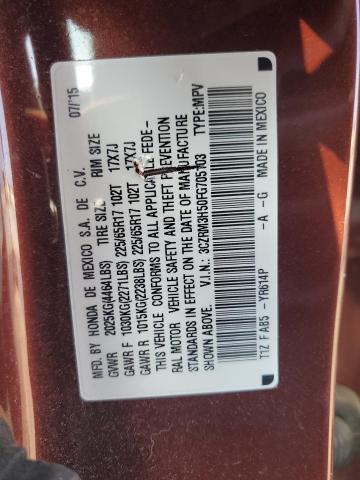 MFD. BY HONDA DE MEXICO S.A. DE C.V. 07/15
GVWR 2025KG(4464LBS) TIRE SIZE RIM SIZE
GAWR F 1030KG(2271LBS) 225/65R17 102T 17X7J
GAWR R 1015KG(2238LBS) 225/65R17 102T 17X7J
THIS VEHICLE CONFORMS TO ALL APPLICABLE FEDE-
RAL MOTOR VEHICLE SAFETY AND THEFT PREVENTION
STANDARDS IN EFFECT ON THE DATE OF MANUFACTURE
SHOWN ABOVE.
V.I.N.: 3CZRM3H50FG705703 TYPE:MPV
T1Z F AB5 - YR614P - A - G MADE IN MEXICO